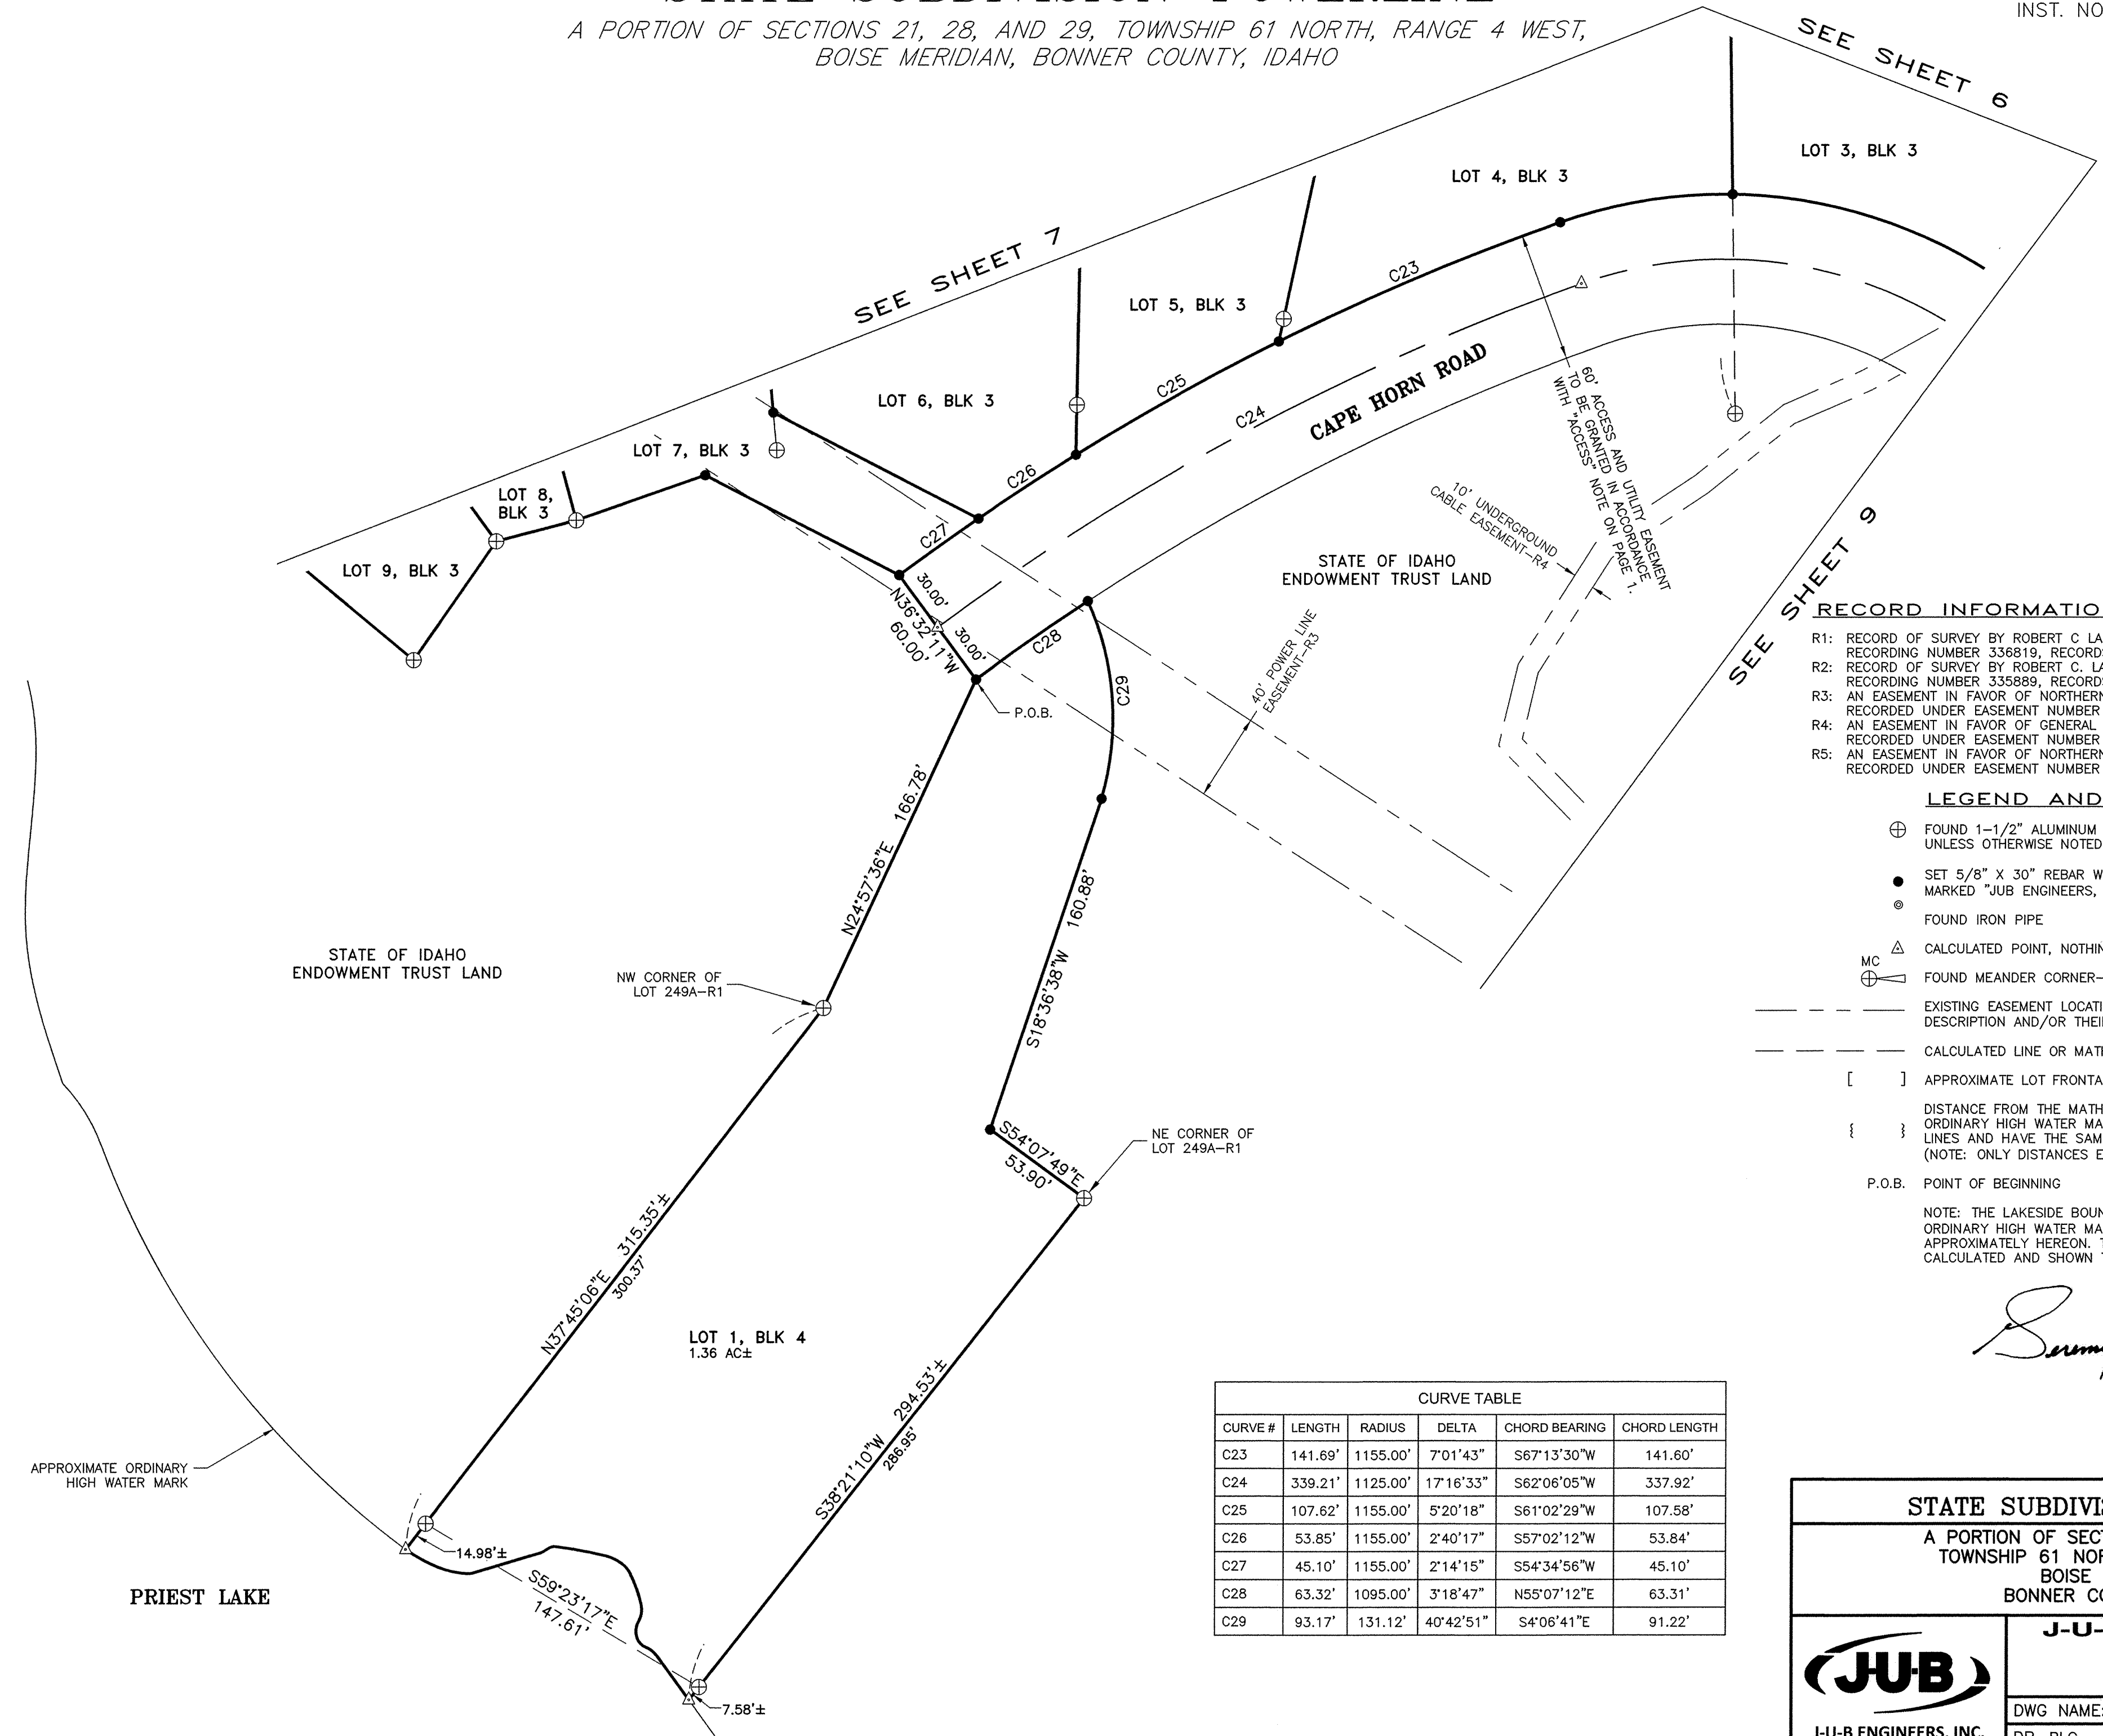 INST. NO
A PORTION OF SECTIONS 21, 28, AND 29, TOWNSHIP 61 NORTH, RANGE 4 WEST,
BOISE MERIDIAN, BONNER COUNTY, IDAHO
SEE SHEET 6
SEE SHEET 7
SEE SHEET 9
LOT 3, BLK 3
LOT 4, BLK 3
LOT 5, BLK 3
LOT 6, BLK 3
LOT 7, BLK 3
LOT 8,
BLK 3
LOT 9, BLK 3
C23
C25
C24
C26
C27
C28
C29
CAPE HORN ROAD
60' ACCESS AND UTILITY EASEMENT
TO BE GRANTED IN ACCORDANCE
WITH "ACCESS" NOTE ON PAGE 1.
10' UNDERGROUND
CABLE EASEMENT-R4
STATE OF IDAHO
ENDOWMENT TRUST LAND
40' POWER LINE
EASEMENT-R3
30.00'
30.00'
N36°32'11"W
60.00'
P.O.B.
N24°57'36"E 166.78'
S18°36'38"W 160.88'
STATE OF IDAHO
ENDOWMENT TRUST LAND
NW CORNER OF
LOT 249A-R1
NE CORNER OF
LOT 249A-R1
S54°07'49"E
53.90'
N37°45'06"E 315.35'±
300.37'
LOT 1, BLK 4
1.36 AC±
S38°21'10"W 294.53'±
286.95'
APPROXIMATE ORDINARY
HIGH WATER MARK
14.98'±
S59°23'17"E
147.61'
7.58'±
PRIEST LAKE
RECORD INFORMATIO
R1: RECORD OF SURVEY BY ROBERT C LA
RECORDING NUMBER 336819, RECORD
R2: RECORD OF SURVEY BY ROBERT C. LA
RECORDING NUMBER 335889, RECORD
R3: AN EASEMENT IN FAVOR OF NORTHERN
RECORDED UNDER EASEMENT NUMBER
R4: AN EASEMENT IN FAVOR OF GENERAL
RECORDED UNDER EASEMENT NUMBER
R5: AN EASEMENT IN FAVOR OF NORTHERN
RECORDED UNDER EASEMENT NUMBER
LEGEND AND
FOUND 1-1/2" ALUMINUM
UNLESS OTHERWISE NOTED
SET 5/8" X 30" REBAR W
MARKED "JUB ENGINEERS,
FOUND IRON PIPE
CALCULATED POINT, NOTHIN
MC
FOUND MEANDER CORNER-
EXISTING EASEMENT LOCATI
DESCRIPTION AND/OR THEI
CALCULATED LINE OR MATH
[ ] APPROXIMATE LOT FRONTA
DISTANCE FROM THE MATH
ORDINARY HIGH WATER MA
{ } LINES AND HAVE THE SAM
(NOTE: ONLY DISTANCES E
P.O.B. POINT OF BEGINNING
NOTE: THE LAKESIDE BOUN
ORDINARY HIGH WATER MA
APPROXIMATELY HEREON. T
CALCULATED AND SHOWN T
CURVE TABLE
CURVE # LENGTH RADIUS DELTA CHORD BEARING CHORD LENGTH
C23 141.69' 1155.00' 7°01'43" S67°13'30"W 141.60'
C24 339.21' 1125.00' 17°16'33" S62°06'05"W 337.92'
C25 107.62' 1155.00' 5°20'18" S61°02'29"W 107.58'
C26 53.85' 1155.00' 2°40'17" S57°02'12"W 53.84'
C27 45.10' 1155.00' 2°14'15" S54°34'56"W 45.10'
C28 63.32' 1095.00' 3°18'47" N55°07'12"E 63.31'
C29 93.17' 131.12' 40°42'51" S4°06'41"E 91.22'
STATE SUBDIVI
A PORTION OF SECT
TOWNSHIP 61 NOR
BOISE
BONNER CO
J-U-
J·U·B
J-U-B ENGINEERS, INC.
DWG NAME: